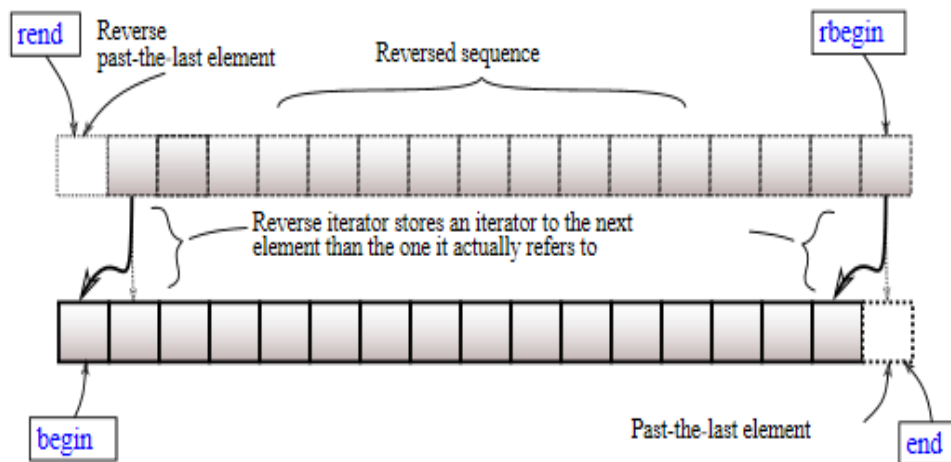 rend
Reverse
past-the-last element
Reversed sequence
rbegin
Reverse iterator stores an iterator to the next
element than the one it actually refers to
begin
Past-the-last element
end